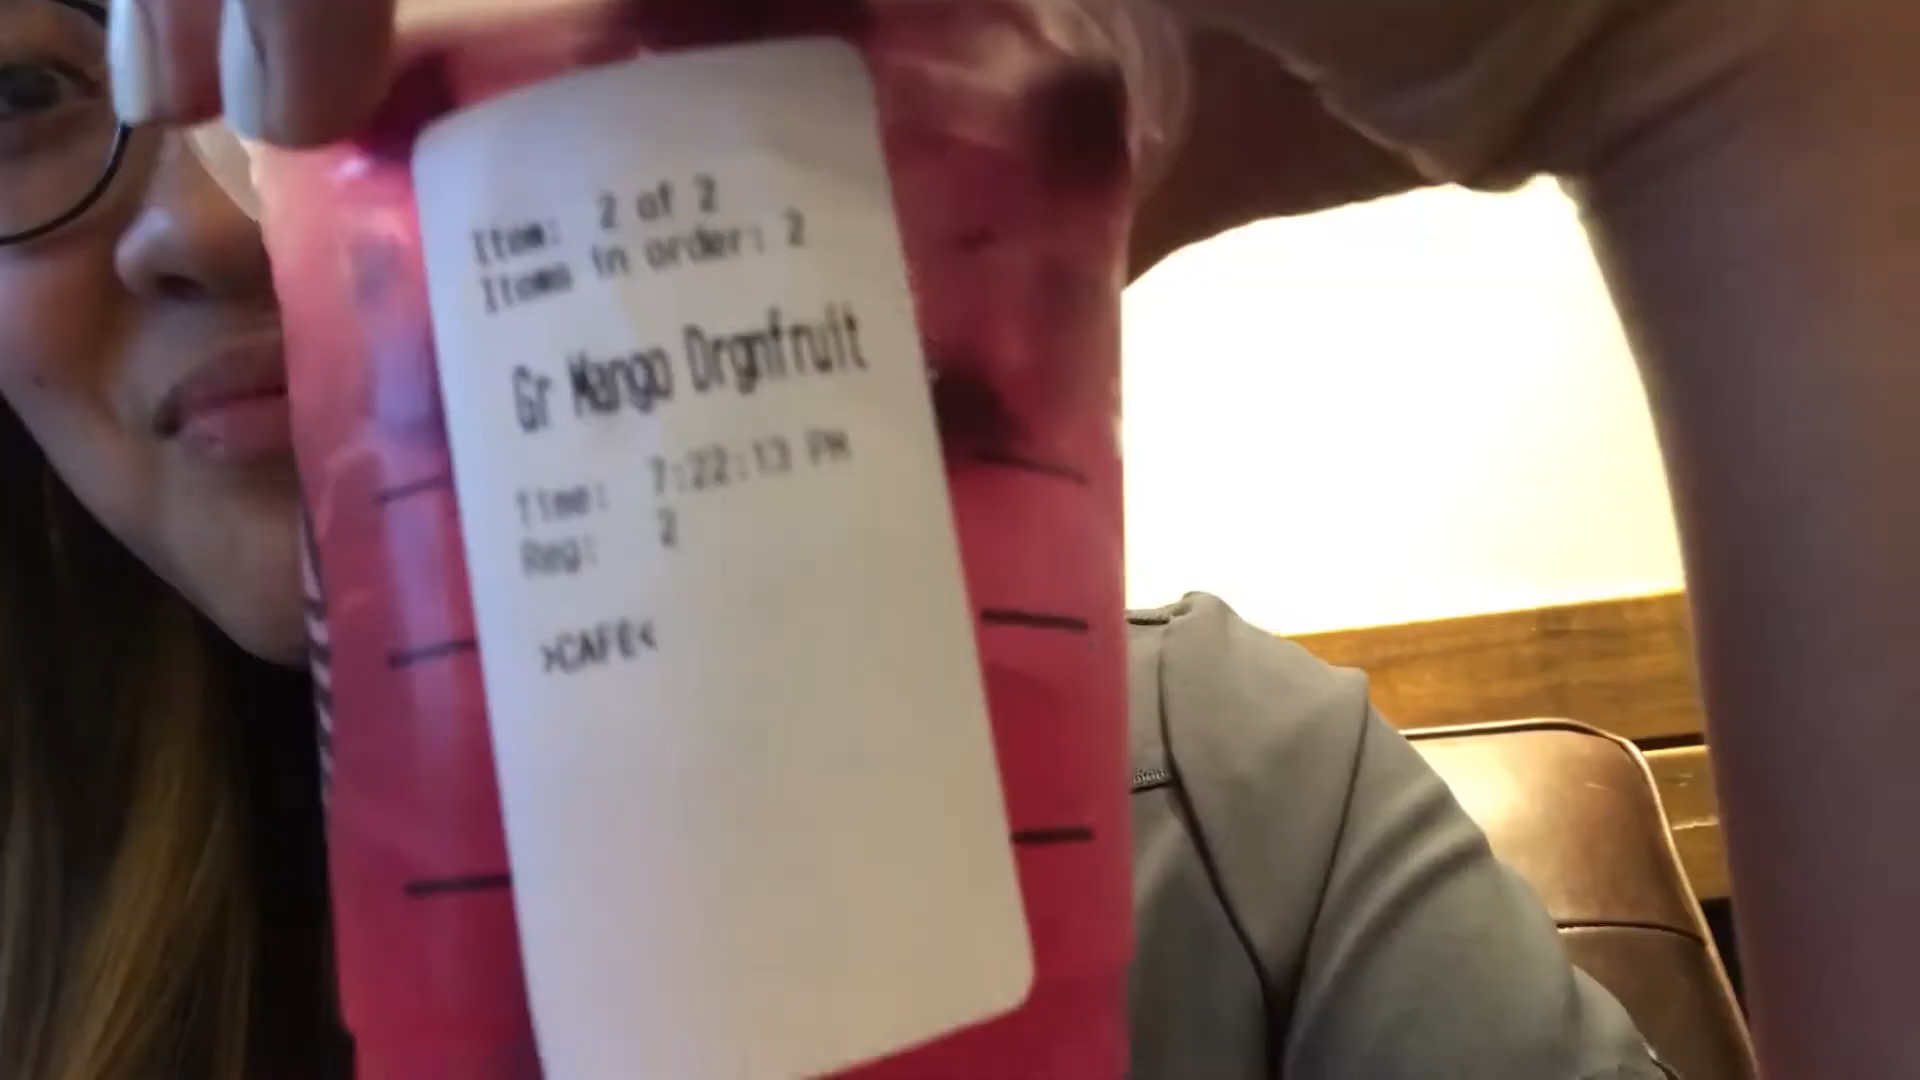 Item: 2 of 2
Items in order: 2
Gr Mango Drgnfruit
Time: 7:22:13 PM
Reg: 2
>CAFE<